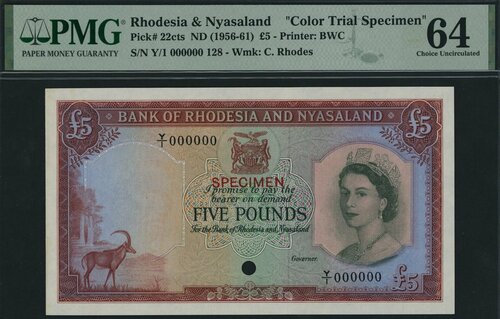 PMG
PAPER MONEY GUARANTY
Rhodesia & Nyasaland "Color Trial Specimen"
Pick# 22cts ND (1956-61) £5 - Printer: BWC
S/N Y/1 000000 128 - Wmk: C. Rhodes
64
Choice Uncirculated
£5
BANK OF RHODESIA AND NYASALAND
£5
Y/1 000000
SPECIMEN
I promise to pay the
bearer on demand
FIVE POUNDS
for the Bank of Rhodesia and Nyasaland
Governor.
Y/1 000000
£5